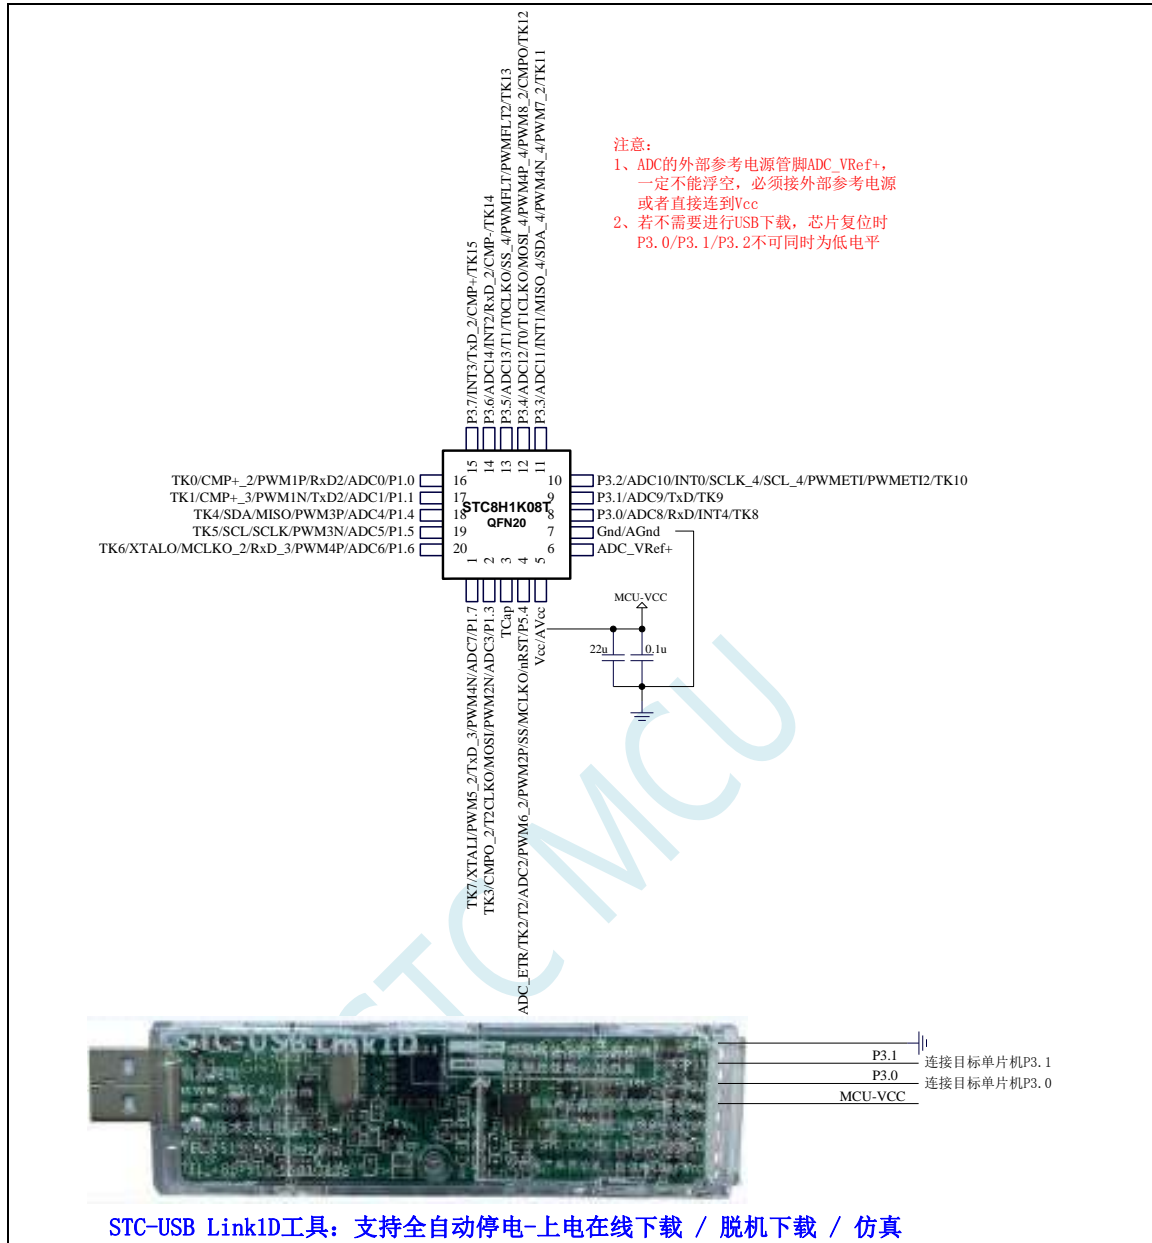 P3.7/INT3/TxD_2/CMP+/TK15
P3.6/ADC14/INT2/RxD_2/CMP-/TK14
P3.5/ADC13/T1/T0CLKO/SS_4/PWMFLT/PWMFLT2/TK13
P3.4/ADC12/T0/T1CLKO/MOSI_4/PWM4P_4/PWM8_2/CMPO/TK12
P3.3/ADC11/INT1/MISO_4/SDA_4/PWM4N_4/PWM7_2/TK11
注意:
1、ADC的外部参考电源管脚ADC_VRef+,
一定不能浮空, 必须接外部参考电源
或者直接连到Vcc
2、若不需要进行USB下载, 芯片复位时
P3.0/P3.1/P3.2不可同时为低电平
15 14 13 12 11
TK0/CMP+_2/PWM1P/RxD2/ADC0/P1.0 16
TK1/CMP+_3/PWM1N/TxD2/ADC1/P1.1 17
TK4/SDA/MISO/PWM3P/ADC4/P1.4 18
TK5/SCL/SCLK/PWM3N/ADC5/P1.5 19
TK6/XTALO/MCLKO_2/RxD_3/PWM4P/ADC6/P1.6 20
STC8H1K08T
QFN20
10 P3.2/ADC10/INT0/SCLK_4/SCL_4/PWMETI/PWMETI2/TK10
9 P3.1/ADC9/TxD/TK9
8 P3.0/ADC8/RxD/INT4/TK8
7 Gnd/AGnd
6 ADC_VRef+
1 2 3 4 5
TK7/XTALI/PWM5_2/TxD_3/PWM4N/ADC7/P1.7
TK3/CMPO_2/T2CLKO/MOSI/PWM2N/ADC3/P1.3
TCap
ADC_ETR/TK2/T2/ADC2/PWM6_2/PWM2P/SS/MCLKO/nRST/P5.4
Vcc/AVcc
MCU-VCC
22u 0.1u
STC MCU
STC-USB Link1D
P3.1 连接目标单片机P3.1
P3.0 连接目标单片机P3.0
MCU-VCC
STC-USB Link1D工具: 支持全自动停电-上电在线下载 / 脱机下载 / 仿真